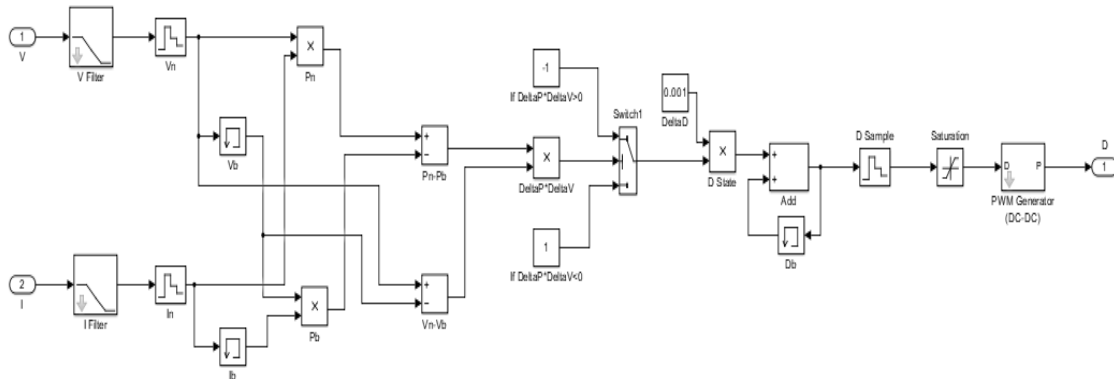 1
V
V Filter
Vn
X
Pn
Vb
+
−
Pn-Pb
-1
If DeltaP*DeltaV>0
Switch1
0.001
DeltaD
X
DeltaP*DeltaV
X
D State
+
+
Add
Db
D Sample
Saturation
D
P
PWM Generator
(DC-DC)
D
1
1
If DeltaP*DeltaV<0
2
I
I Filter
In
Ib
X
Pb
+
−
Vn-Vb